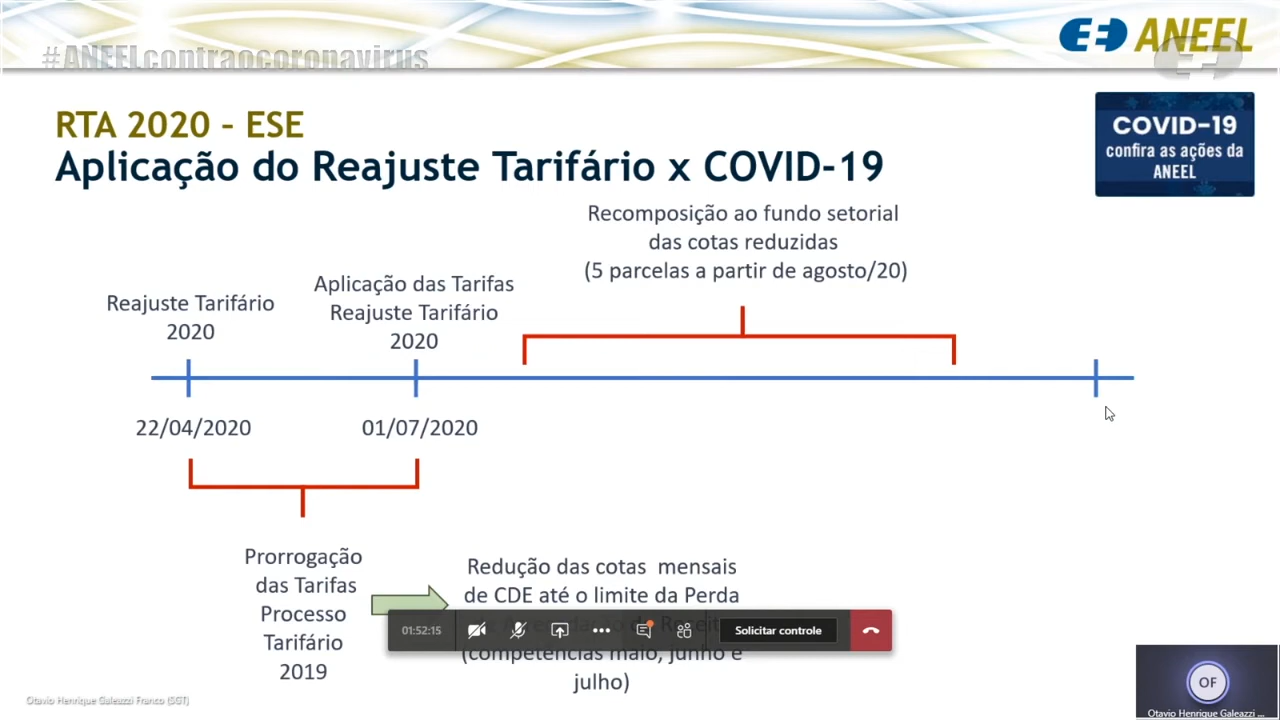 #ANEELcontraocoronavirus
ANEEL
RTA 2020 - ESE
Aplicação do Reajuste Tarifário x COVID-19
COVID-19
confira as ações da
ANEEL
Recomposição ao fundo setorial
das cotas reduzidas
(5 parcelas a partir de agosto/20)
Reajuste Tarifário
2020
Aplicação das Tarifas
Reajuste Tarifário
2020
22/04/2020
01/07/2020
Prorrogação
das Tarifas
Processo
Tarifário
2019
Redução das cotas mensais
de CDE até o limite da Perda
(competências maio, junho e
julho)
01:52:15
Solicitar controle
OF
Otavio Henrique Galeazzi ...
Otavio Henrique Galeazzi Franco (SGT)